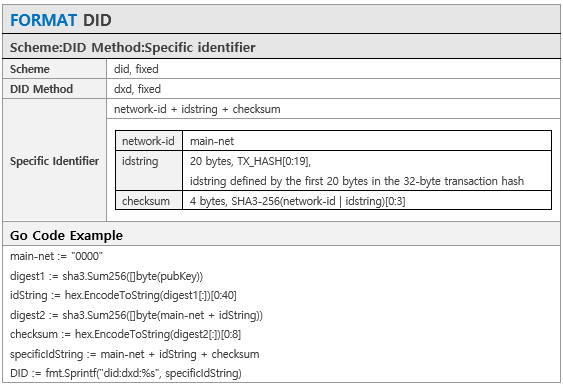 FORMAT DID
Scheme:DID Method:Specific identifier
Scheme did, fixed
DID Method dxd, fixed
Specific Identifier network-id + idstring + checksum
network-id main-net
idstring 20 bytes, TX_HASH[0:19],
idstring defined by the first 20 bytes in the 32-byte transaction hash
checksum 4 bytes, SHA3-256(network-id | idstring)[0:3]
Go Code Example
main-net := "0000"
digest1 := sha3.Sum256([]byte(pubKey))
idString := hex.EncodeToString(digest1[:])[0:40]
digest2 := sha3.Sum256([]byte(main-net + idString))
checksum := hex.EncodeToString(digest2[:])[0:8]
specificIdString := main-net + idString + checksum
DID := fmt.Sprintf("did:dxd:%s", specificIdString)